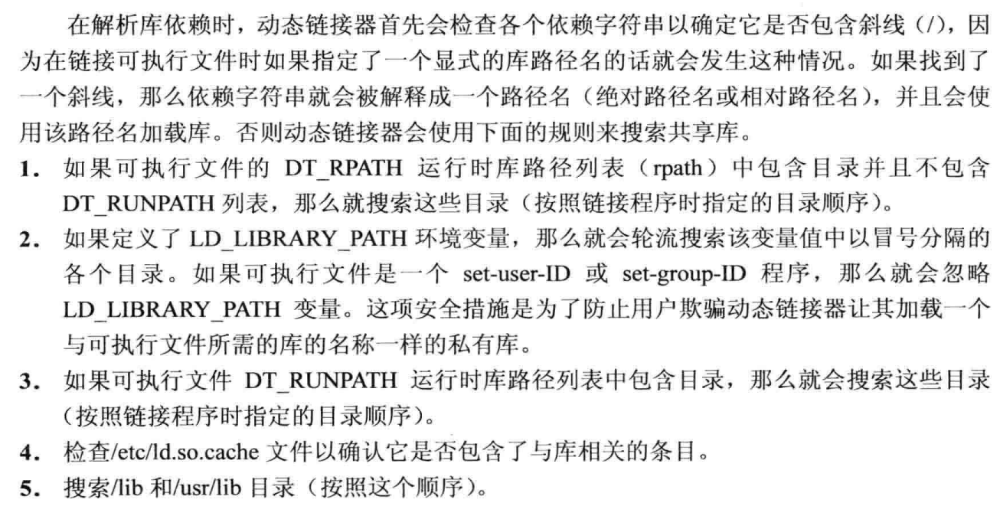 在解析库依赖时，动态链接器首先会检查各个依赖字符串以确定它是否包含斜线（/），因
为在链接可执行文件时如果指定了一个显式的库路径名的话就会发生这种情况。如果找到了
一个斜线，那么依赖字符串就会被解释成一个路径名（绝对路径名或相对路径名），并且会使
用该路径名加载库。否则动态链接器会使用下面的规则来搜索共享库。
1. 如果可执行文件的 DT_RPATH 运行时库路径列表（rpath）中包含目录并且不包含
DT_RUNPATH 列表，那么就搜索这些目录（按照链接程序时指定的目录顺序）。
2. 如果定义了 LD_LIBRARY_PATH 环境变量，那么就会轮流搜索该变量值中以冒号分隔的
各个目录。如果可执行文件是一个 set-user-ID 或 set-group-ID 程序，那么就会忽略
LD_LIBRARY_PATH 变量。这项安全措施是为了防止用户欺骗动态链接器让其加载一个
与可执行文件所需的库的名称一样的私有库。
3. 如果可执行文件 DT_RUNPATH 运行时库路径列表中包含目录，那么就会搜索这些目录
（按照链接程序时指定的目录顺序）。
4. 检查/etc/ld.so.cache 文件以确认它是否包含了与库相关的条目。
5. 搜索/lib 和/usr/lib 目录（按照这个顺序）。